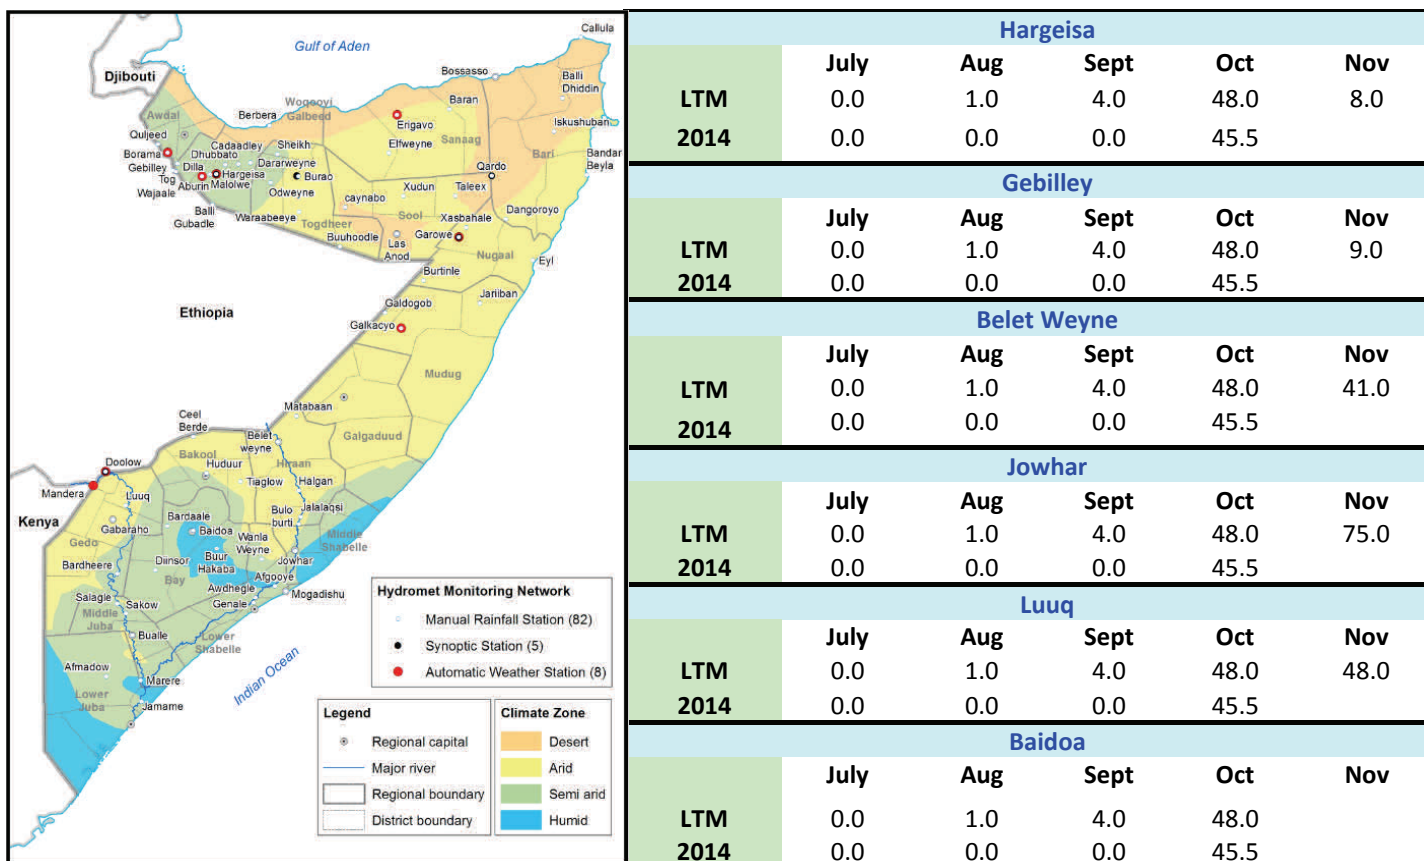 Callula
Gulf of Aden
Djibouti
Bossasso
Balli
Dhiddin
Woqooyi
Galbeed
Baran
Awdal
Berbera
Erigavo
Iskushuban
Quljeed
Cadaadley
Sheikh
Elfweyne
Sanaag
Bari
Borama
Dhubbato
Dararweyne
Bandar
Beyla
Gebilley
Dilla
Hargeisa
Burao
Qardo
Tog
Wajaale
Aburin
Malolwe
Odweyne
Xudun
Taleex
caynabo
Balli
Gubadle
Waraabeeye
Togdheer
Sool
Xasbahale
Dangoroyo
Buuhoodle
Las
Anod
Garowe
Nugaal
Eyl
Burtinle
Jariiban
Ethiopia
Galdogob
Galkacyo
Mudug
Matabaan
Ceel
Berde
Belet
weyne
Galgaduud
Bakool
Doolow
Huduur
Hiraan
Mandera
Luuq
Tiaglow
Halgan
Kenya
Bardaale
Bulo
burti
Jalalaqsi
Gabaraho
Baidoa
Wanla
Weyne
Middle
Shabelle
Gedo
Buur
Hakaba
Jowhar
Bardheere
Diinsor
Bay
Afgooye
Awdhegle
Mogadishu
Salagle
Sakow
Genale
Middle
Juba
Bualle
Lower
Shabelle
Afmadow
Indian Ocean
Marere
Lower
Juba
Jamame
Hydromet Monitoring Network
Manual Rainfall Station (82)
Synoptic Station (5)
Automatic Weather Station (8)
Legend
Regional capital
Major river
Regional boundary
District boundary
Climate Zone
Desert
Arid
Semi arid
Humid
Hargeisa
July Aug Sept Oct Nov
LTM 0.0 1.0 4.0 48.0 8.0
2014 0.0 0.0 0.0 45.5
Gebilley
July Aug Sept Oct Nov
LTM 0.0 1.0 4.0 48.0 9.0
2014 0.0 0.0 0.0 45.5
Belet Weyne
July Aug Sept Oct Nov
LTM 0.0 1.0 4.0 48.0 41.0
2014 0.0 0.0 0.0 45.5
Jowhar
July Aug Sept Oct Nov
LTM 0.0 1.0 4.0 48.0 75.0
2014 0.0 0.0 0.0 45.5
Luuq
July Aug Sept Oct Nov
LTM 0.0 1.0 4.0 48.0 48.0
2014 0.0 0.0 0.0 45.5
Baidoa
July Aug Sept Oct Nov
LTM 0.0 1.0 4.0 48.0
2014 0.0 0.0 0.0 45.5